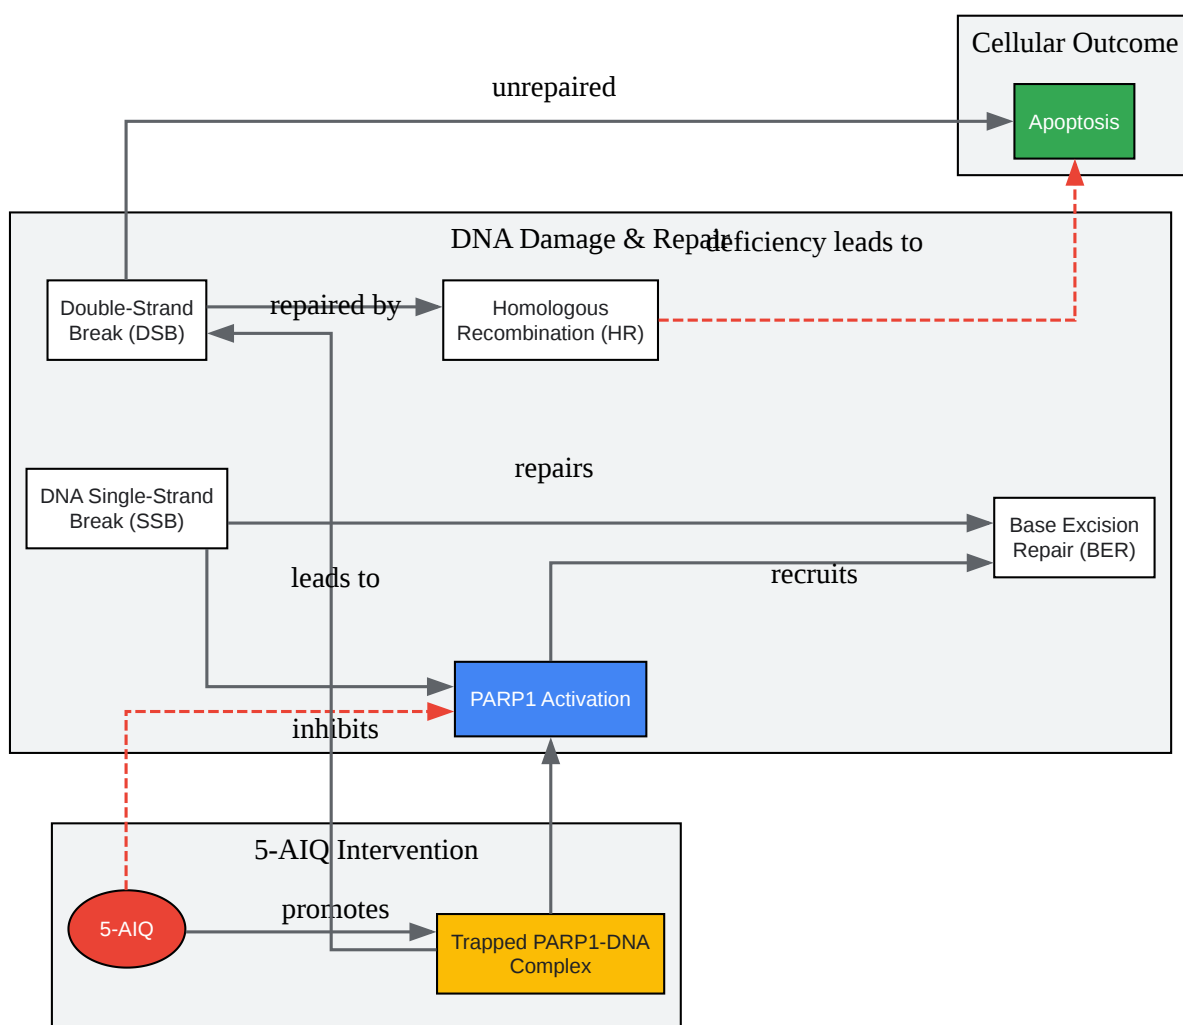 Cellular Outcome
unrepaired
Apoptosis
DNA Damage & Repair
deficiency leads to
Double-Strand
Break (DSB)
repaired by
Homologous
Recombination (HR)
repairs
DNA Single-Strand
Break (SSB)
Base Excision
Repair (BER)
leads to
recruits
PARP1 Activation
inhibits
5-AIQ Intervention
promotes
5-AIQ
Trapped PARP1-DNA
Complex